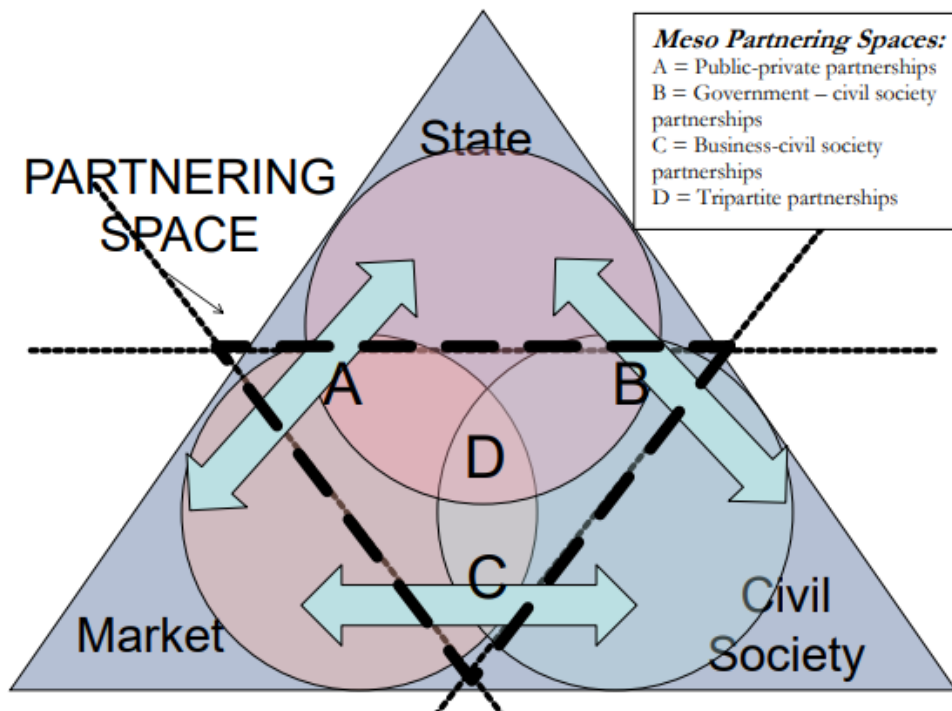 State
PARTNERING
SPACE
Meso Partnering Spaces:
A = Public-private partnerships
B = Government – civil society
partnerships
C = Business-civil society
partnerships
D = Tripartite partnerships
A
B
D
C
Market
Civil
Society